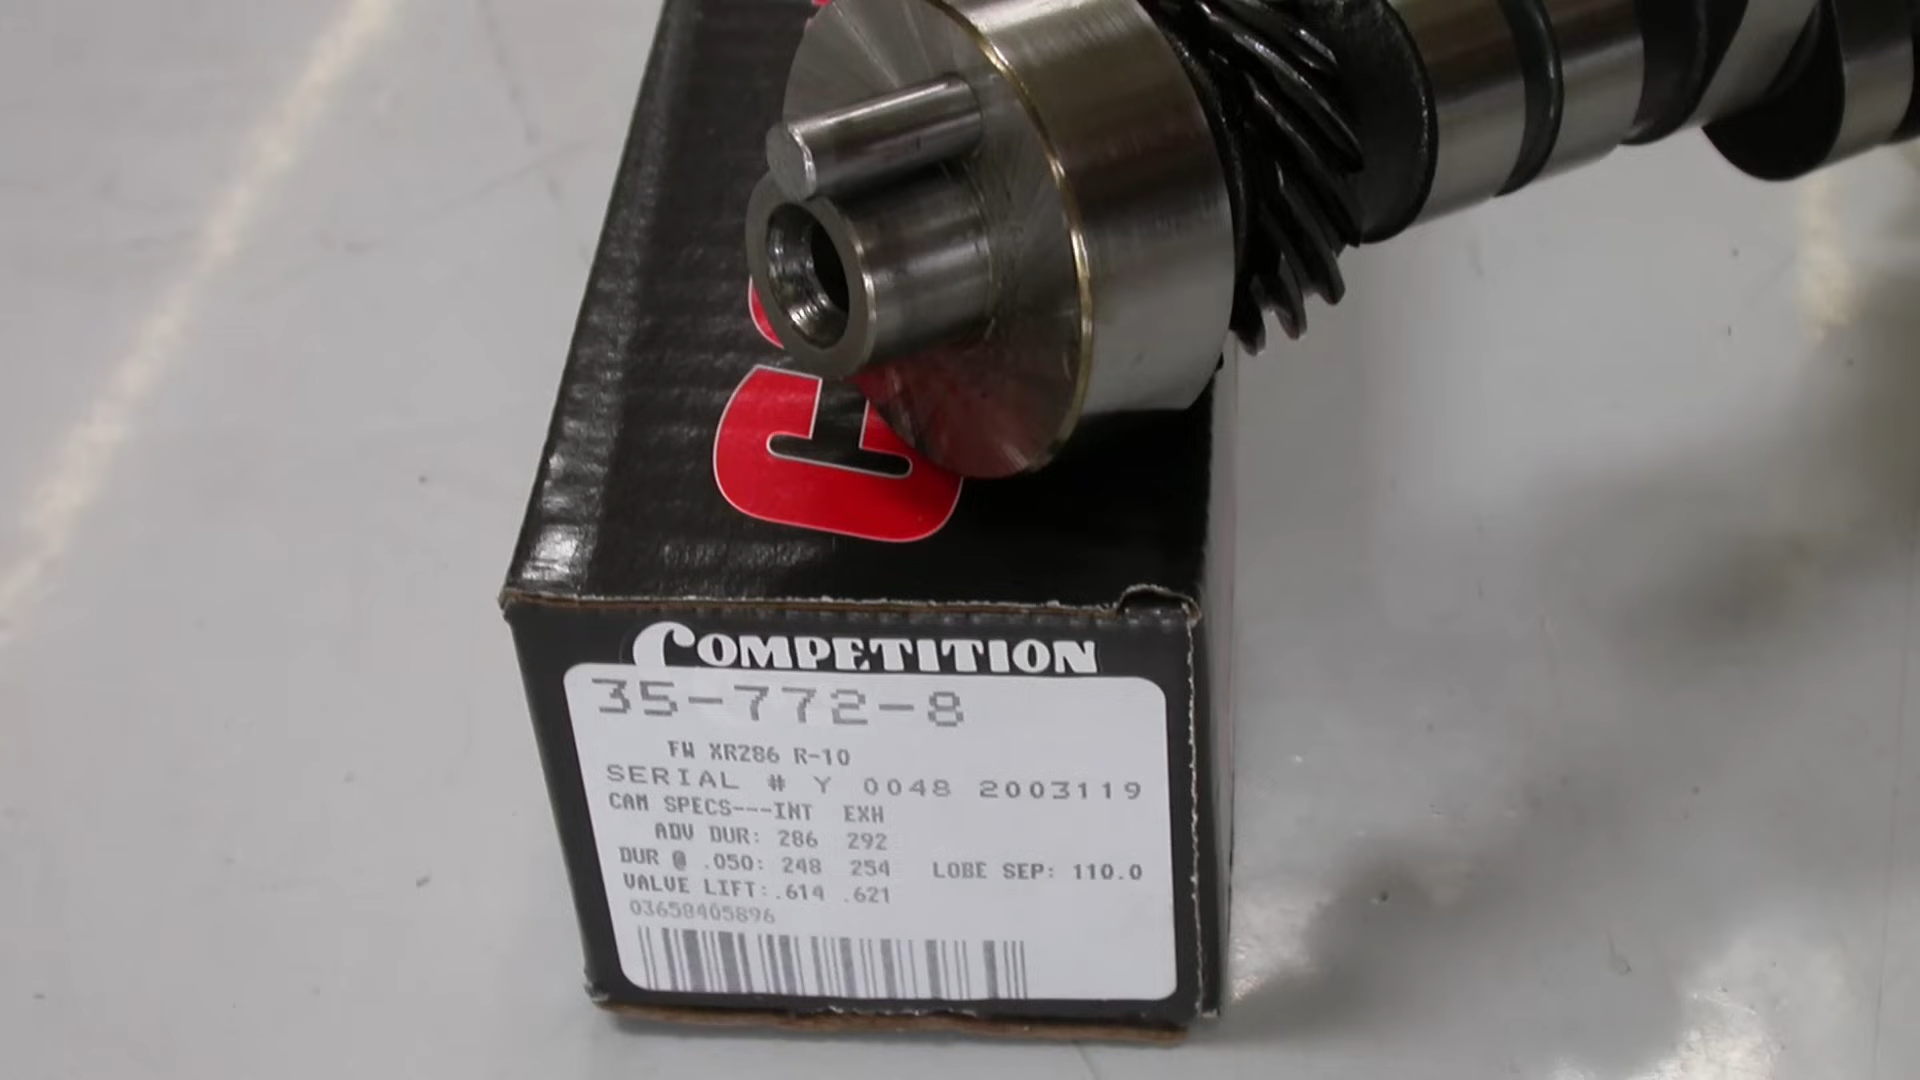 COMPETITION
35-772-8
FW XR286 R-10
SERIAL # Y 0048 2003119
CAM SPECS---INT EXH
ADV DUR: 286 292
DUR @ .050: 248 254 LOBE SEP: 110.0
VALVE LIFT:.614 .621
03658405896